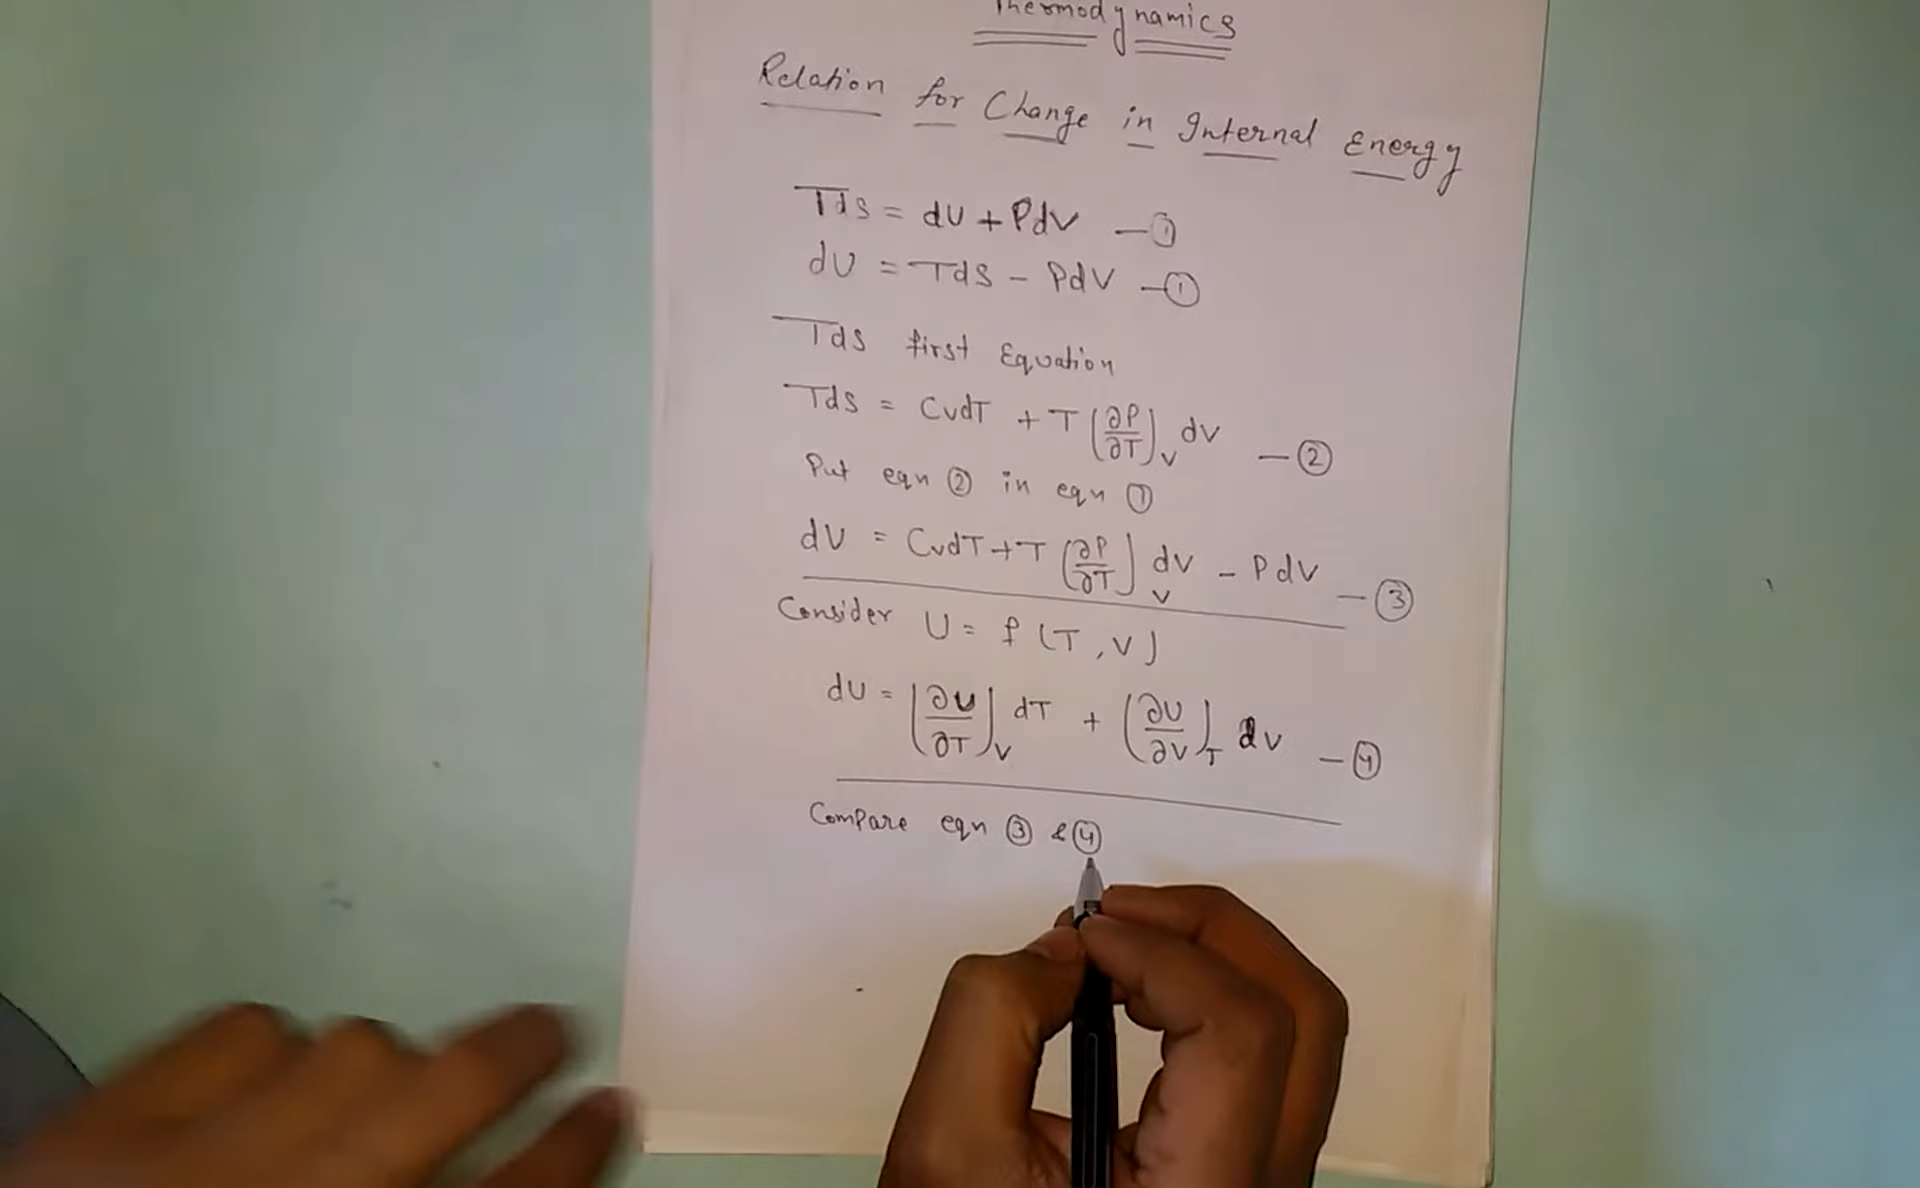 Thermodynamics
Relation for Change in Internal Energy
Tds = dU + PdV — ①
dU = Tds - PdV — ①
Tds first Equation
Tds = CvdT + T (∂P/∂T)V dV — ②
Put eqn ② in eqn ①
dU = CvdT + T (∂P/∂T)V dV - PdV — ③
Consider U = f (T, V)
dU = (∂U/∂T)V dT + (∂U/∂V)T dV — ④
Compare eqn ③ & ④